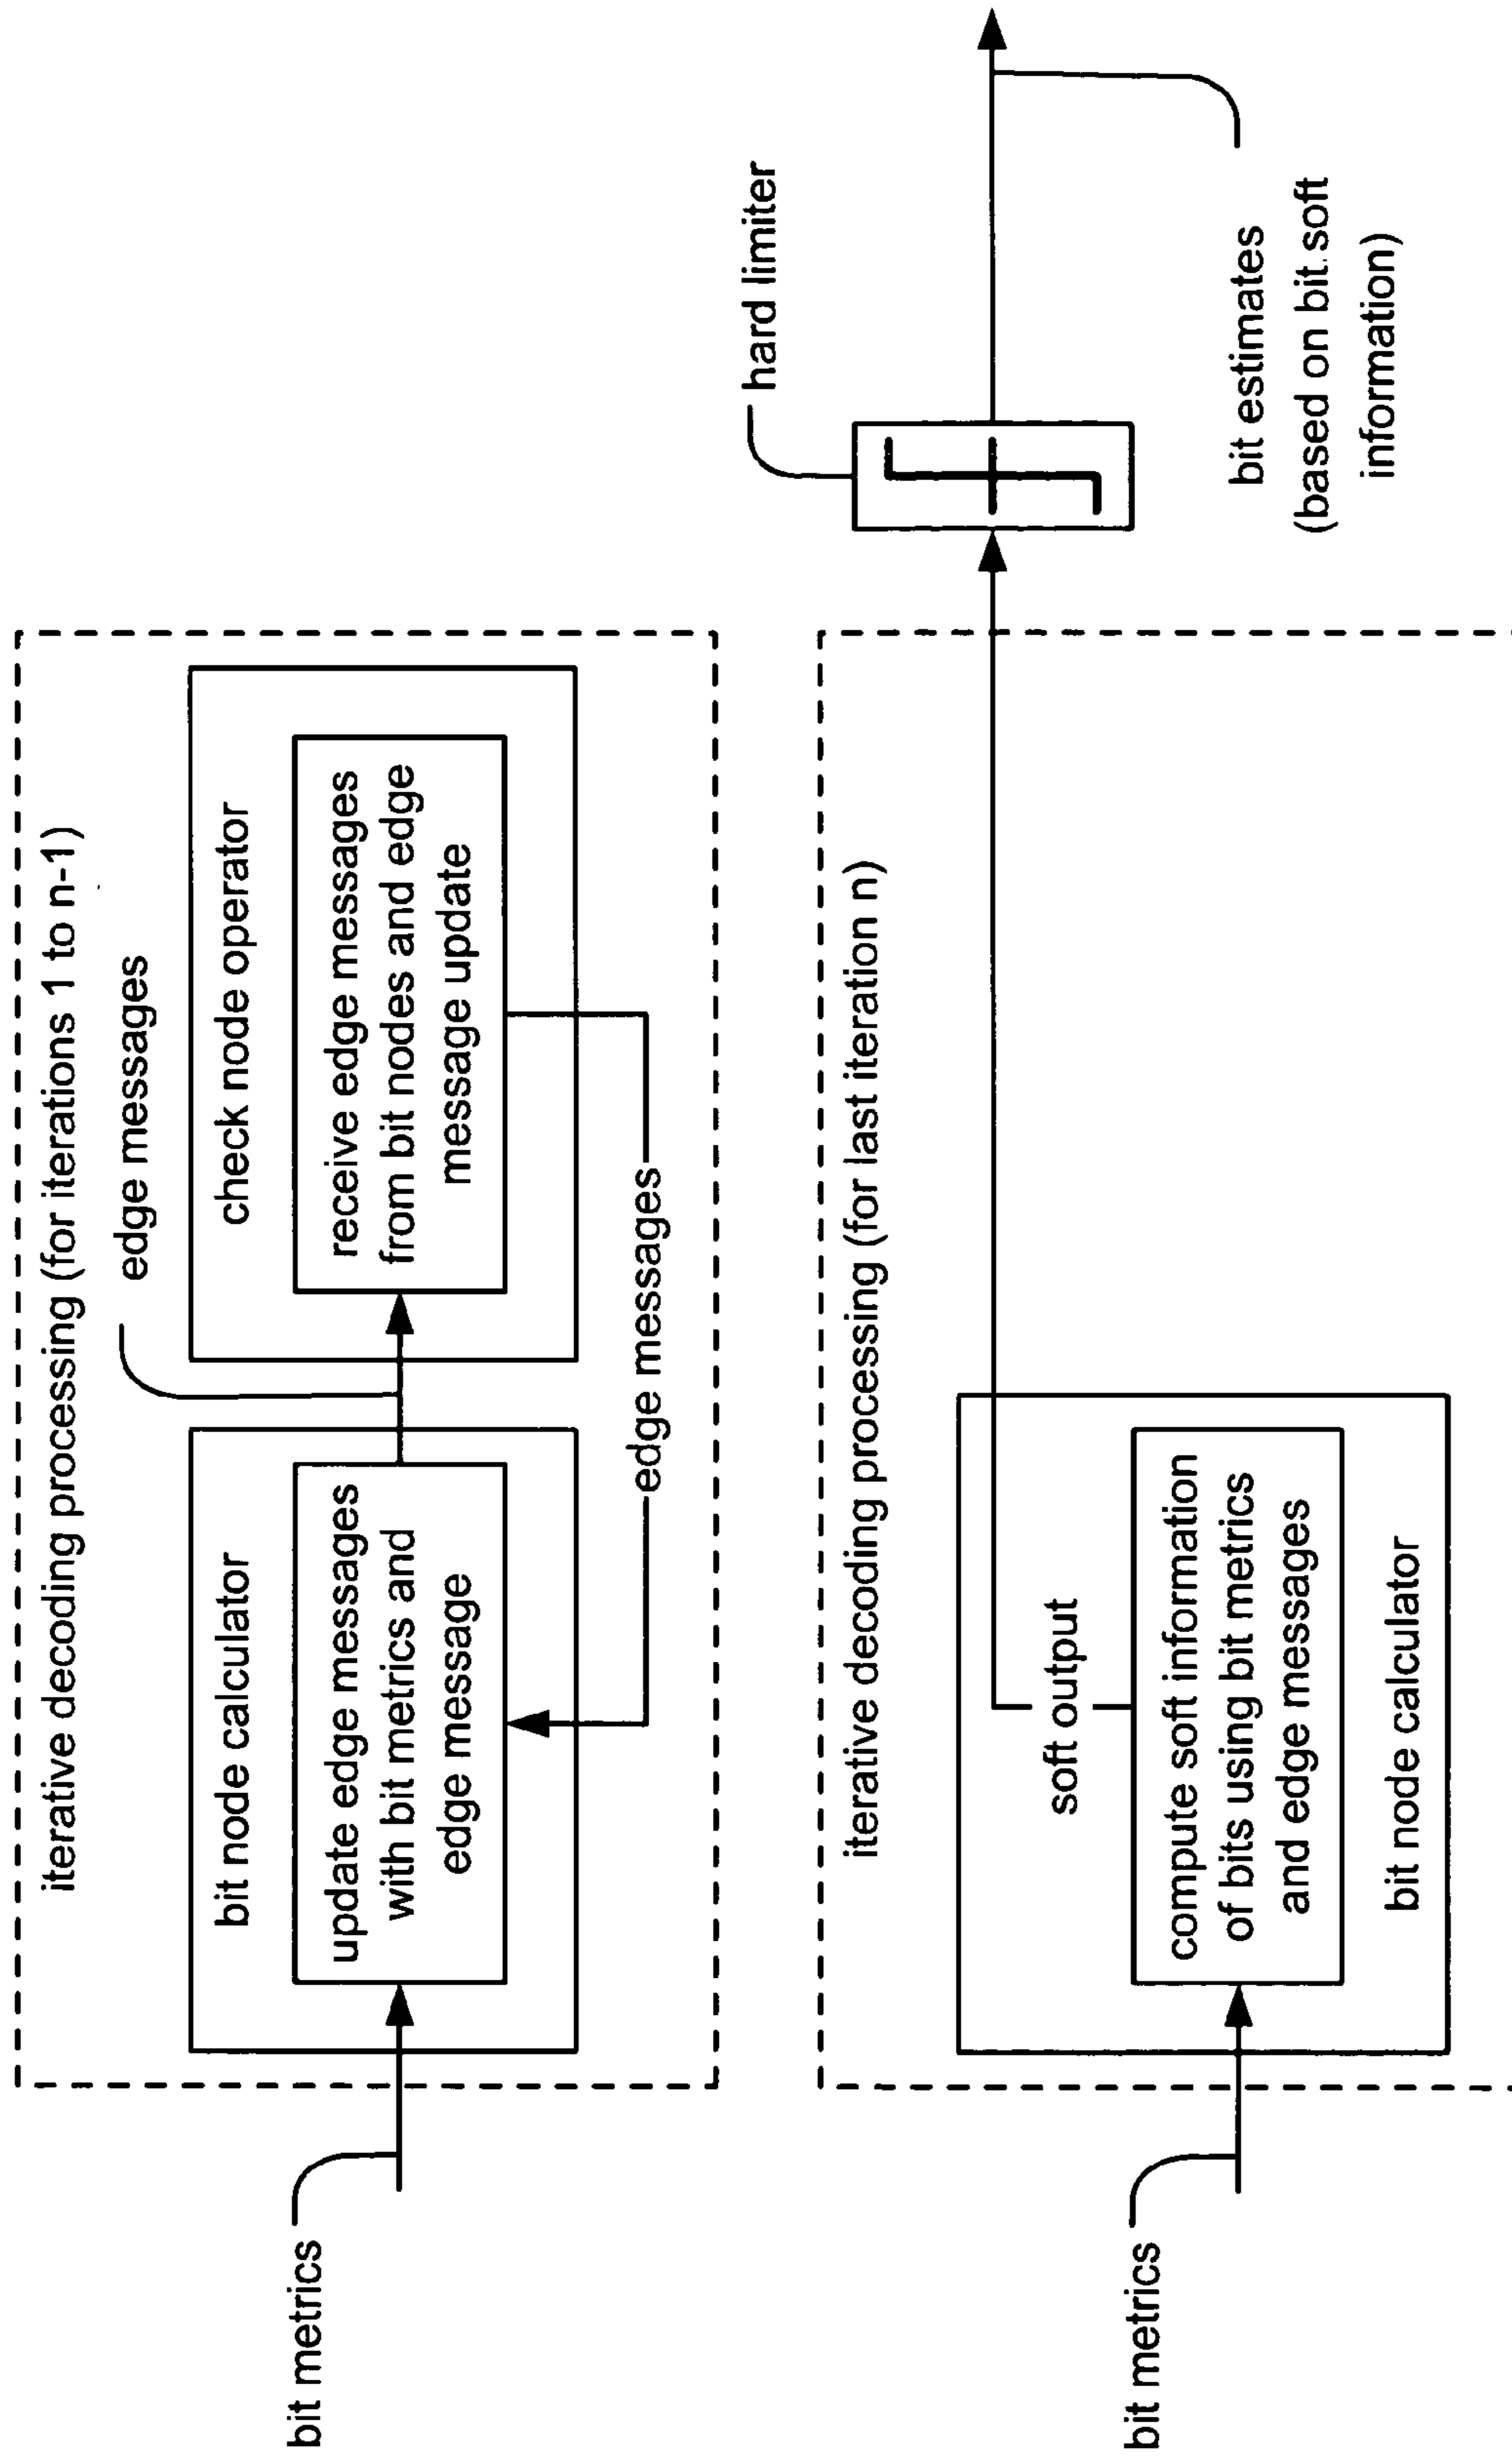 iterative decoding processing (for iterations 1 to n-1)
edge messages
bit node calculator
check node operator
bit metrics
update edge messages
with bit metrics and
edge message
receive edge messages
from bit nodes and edge
message update
edge messages
iterative decoding processing (for last iteration n)
hard limiter
soft output
bit metrics
compute soft information
of bits using bit metrics
and edge messages
bit node calculator
bit estimates
(based on bit soft
information)